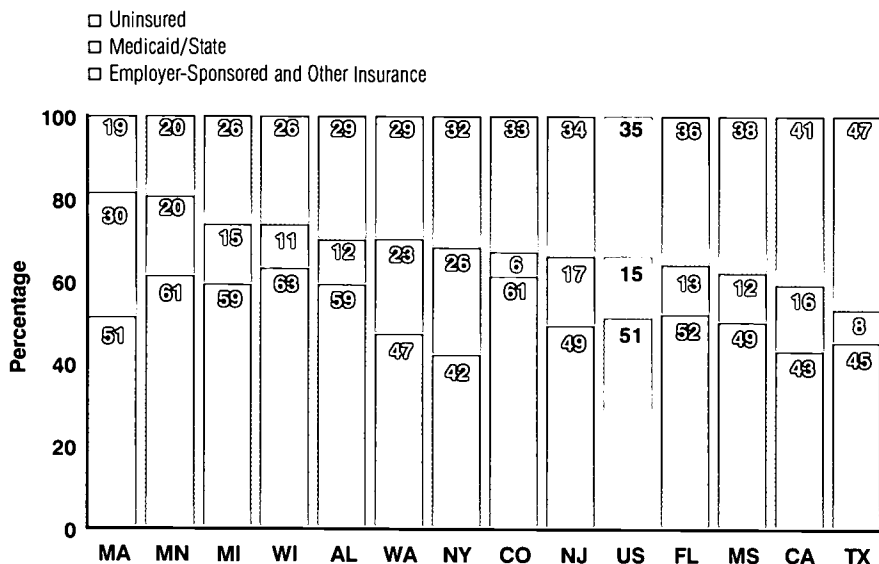 □ Uninsured
□ Medicaid/State
□ Employer-Sponsored and Other Insurance
100
19 20 26 26 29 29 32 33 34 35 36 38 41 47
80
30 20 15 11 12 23 26 6 17 15 13 12 16 8
60
51 61 59 63 59 47 42 61 49 51 52 49 43 45
40
20
0
Percentage
MA MN MI WI AL WA NY CO NJ US FL MS CA TX